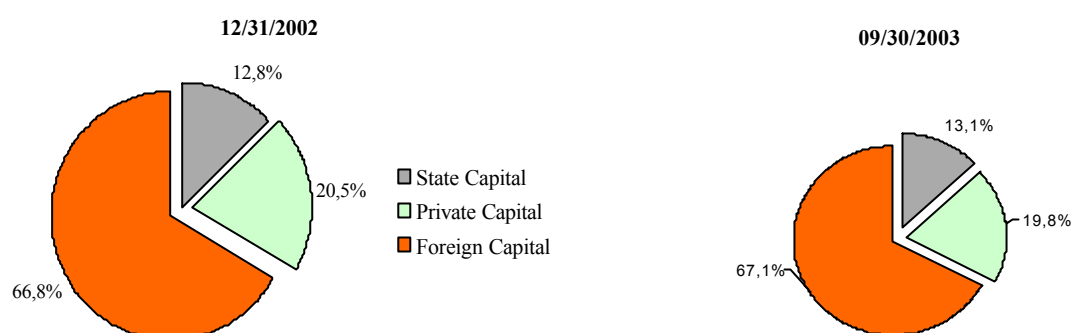 12/31/2002
12,8%
20,5%
66,8%
State Capital
Private Capital
Foreign Capital
09/30/2003
13,1%
19,8%
67,1%